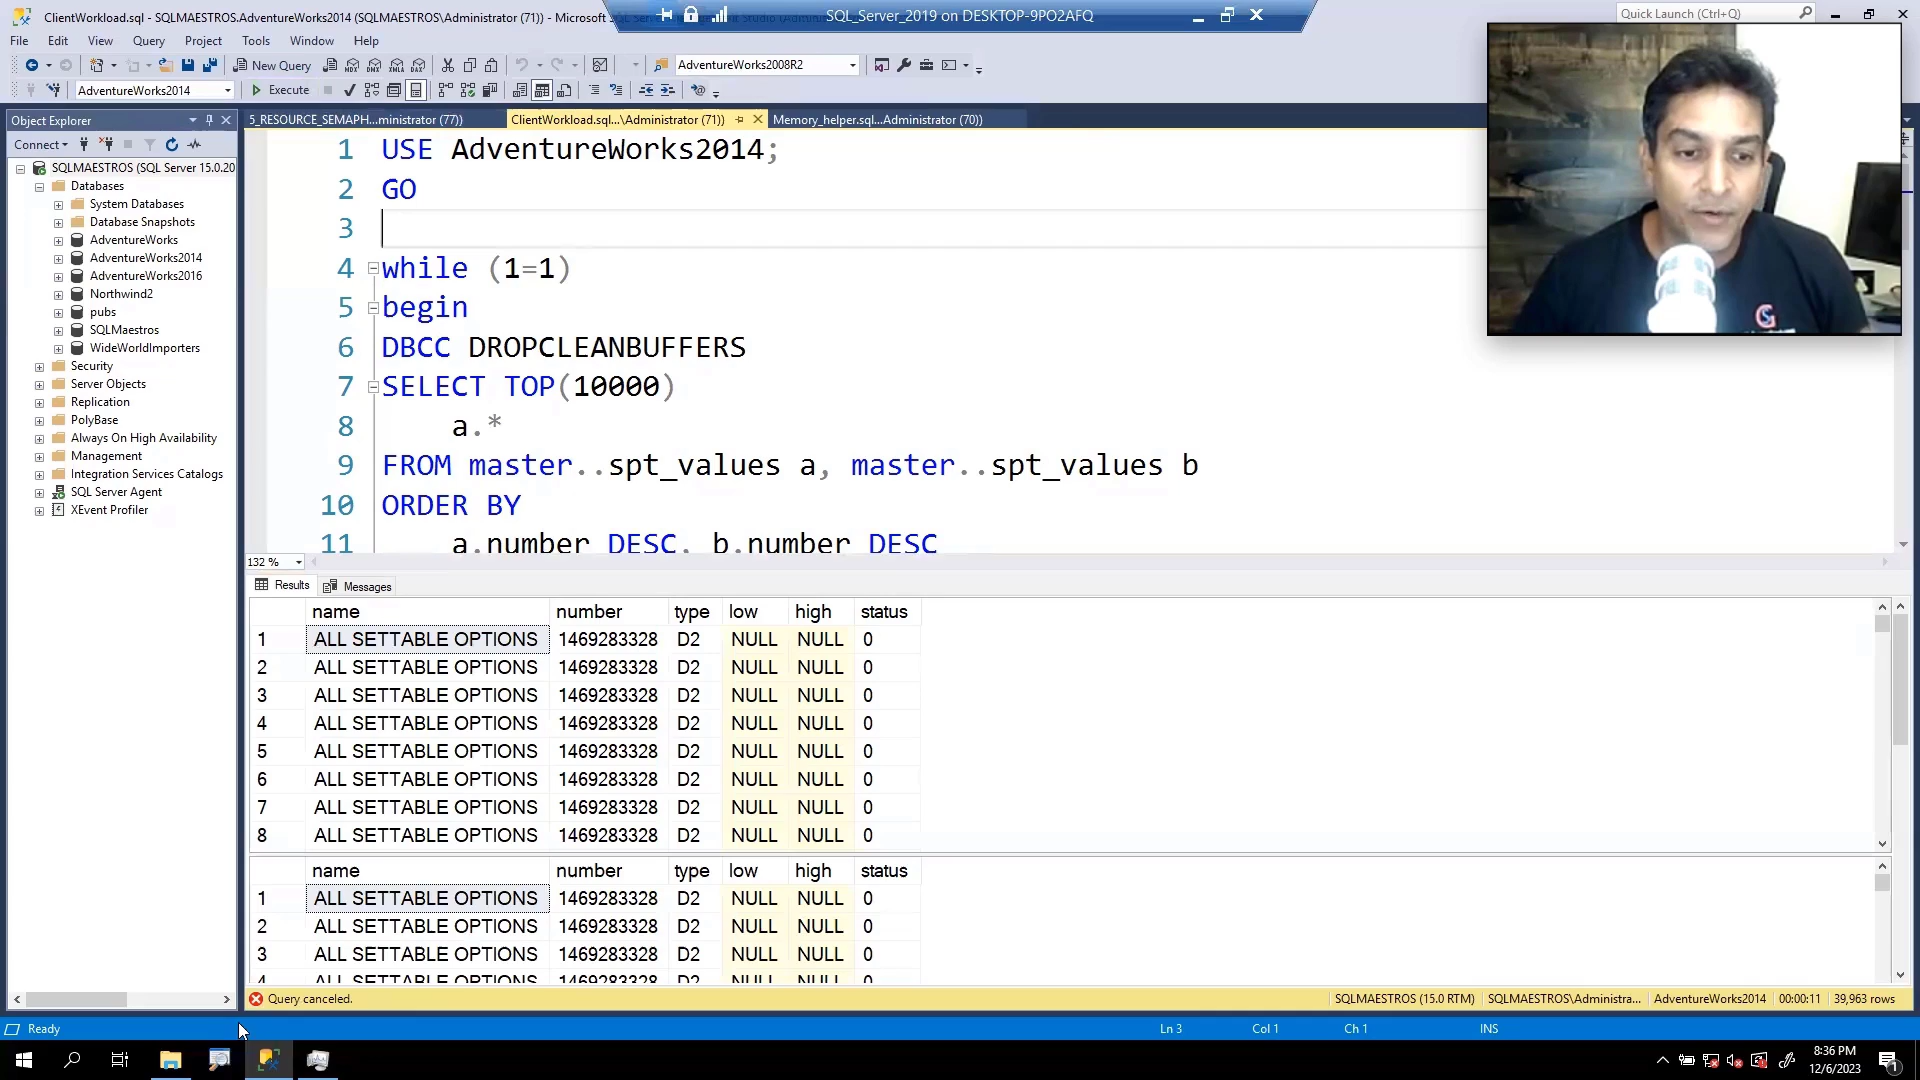 ClientWorkload.sql - SQLMAESTROS.AdventureWorks2014 (SQLMAESTROS\Administrator (71)) - Microsoft
SQL_Server_2019 on DESKTOP-9PO2AFQ
Quick Launch (Ctrl+Q)
File Edit View Query Project Tools Window Help
New Query
AdventureWorks2008R2
AdventureWorks2014
Execute
Object Explorer
Connect
SQLMAESTROS (SQL Server 15.0.20
Databases
System Databases
Database Snapshots
AdventureWorks
AdventureWorks2014
AdventureWorks2016
Northwind2
pubs
SQLMaestros
WideWorldImporters
Security
Server Objects
Replication
PolyBase
Always On High Availability
Management
Integration Services Catalogs
SQL Server Agent
XEvent Profiler
5_RESOURCE_SEMAPH...ministrator (77))
ClientWorkload.sql...\Administrator (71))
Memory_helper.sql...Administrator (70))
1 USE AdventureWorks2014;
2 GO
3
4 while (1=1)
5 begin
6 DBCC DROPCLEANBUFFERS
7 SELECT TOP(10000)
8 a.*
9 FROM master..spt_values a, master..spt_values b
10 ORDER BY
11 a.number DESC, b.number DESC
132 %
Results Messages
name number type low high status
1 ALL SETTABLE OPTIONS 1469283328 D2 NULL NULL 0
2 ALL SETTABLE OPTIONS 1469283328 D2 NULL NULL 0
3 ALL SETTABLE OPTIONS 1469283328 D2 NULL NULL 0
4 ALL SETTABLE OPTIONS 1469283328 D2 NULL NULL 0
5 ALL SETTABLE OPTIONS 1469283328 D2 NULL NULL 0
6 ALL SETTABLE OPTIONS 1469283328 D2 NULL NULL 0
7 ALL SETTABLE OPTIONS 1469283328 D2 NULL NULL 0
8 ALL SETTABLE OPTIONS 1469283328 D2 NULL NULL 0
name number type low high status
1 ALL SETTABLE OPTIONS 1469283328 D2 NULL NULL 0
2 ALL SETTABLE OPTIONS 1469283328 D2 NULL NULL 0
3 ALL SETTABLE OPTIONS 1469283328 D2 NULL NULL 0
4 ALL SETTABLE OPTIONS 1469283328 D2 NULL NULL 0
Query canceled.
SQLMAESTROS (15.0 RTM) SQLMAESTROS\Administra... AdventureWorks2014 00:00:11 39,963 rows
Ready
Ln 3 Col 1 Ch 1 INS
8:36 PM
12/6/2023
1